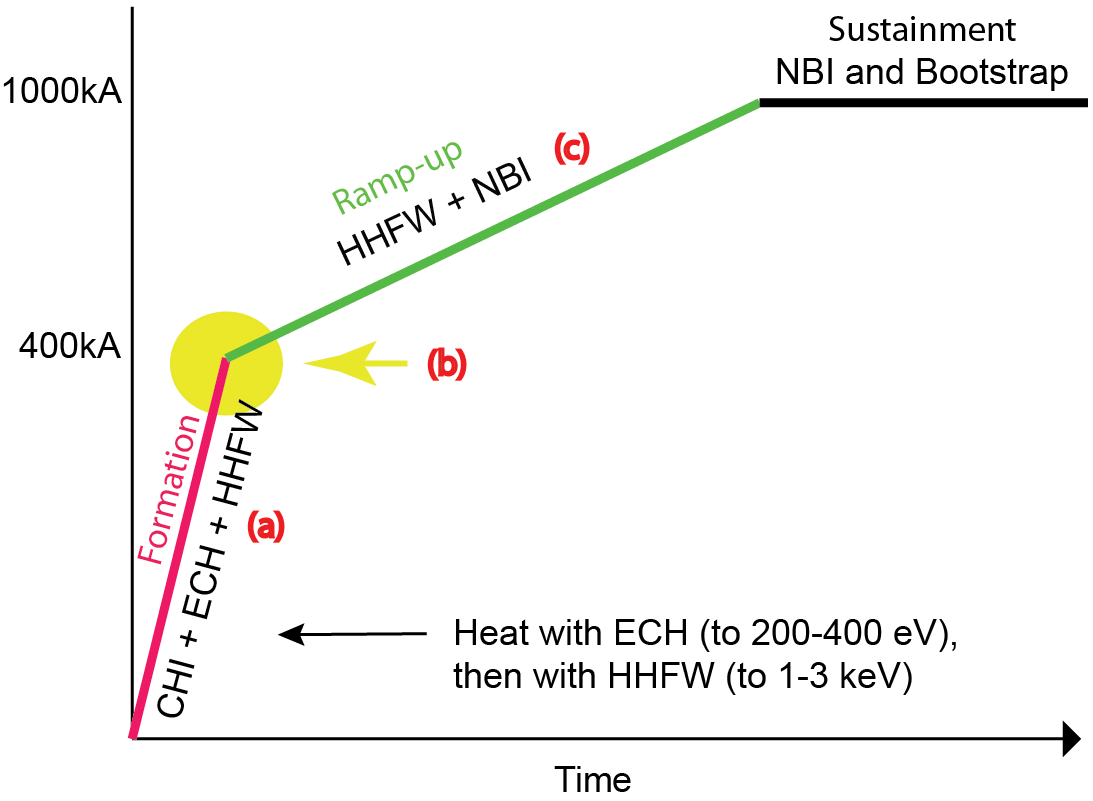 Sustainment
NBI and Bootstrap
1000kA
Ramp-up
HHFW + NBI
(c)
400kA
(b)
Formation
CHI + ECH + HHFW
(a)
Heat with ECH (to 200-400 eV),
then with HHFW (to 1-3 keV)
Time